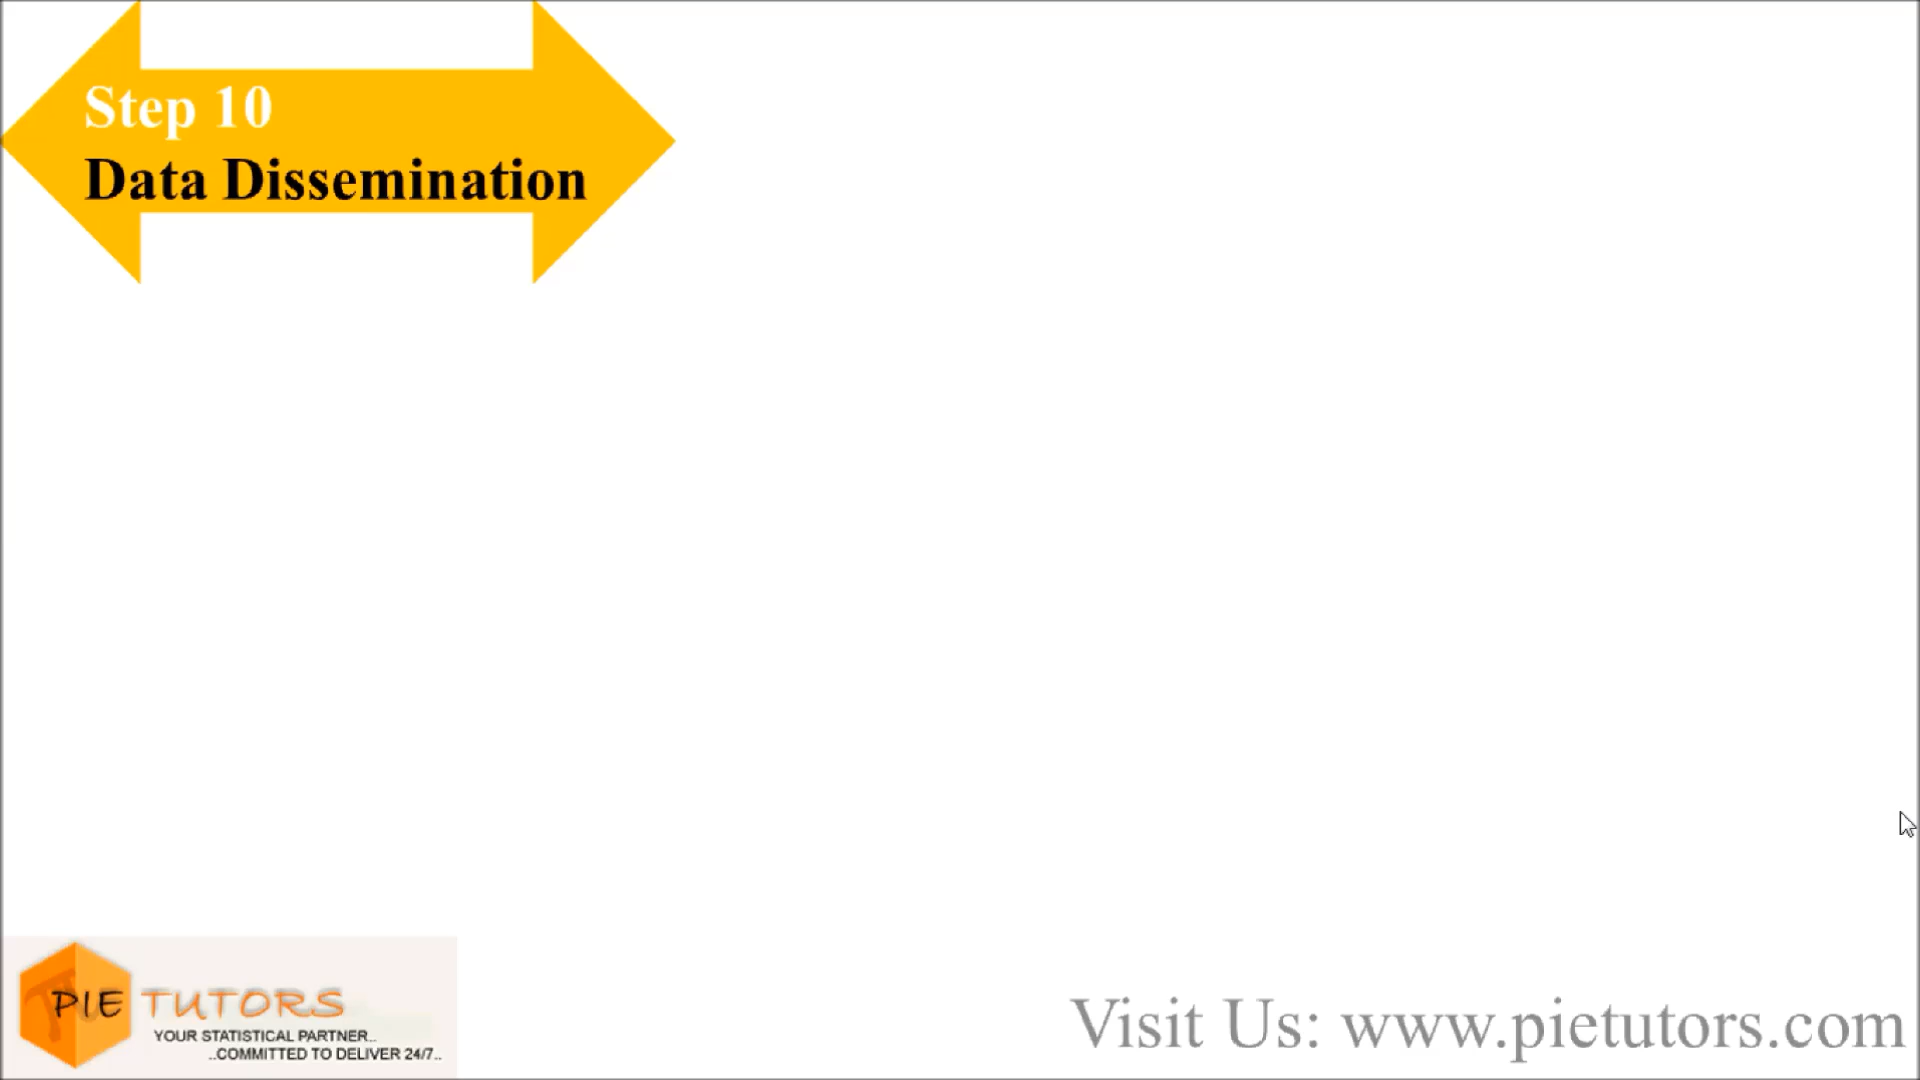 Step 10
Data Dissemination
PIE TUTORS
YOUR STATISTICAL PARTNER..
..COMMITTED TO DELIVER 24/7..
Visit Us: www.pietutors.com